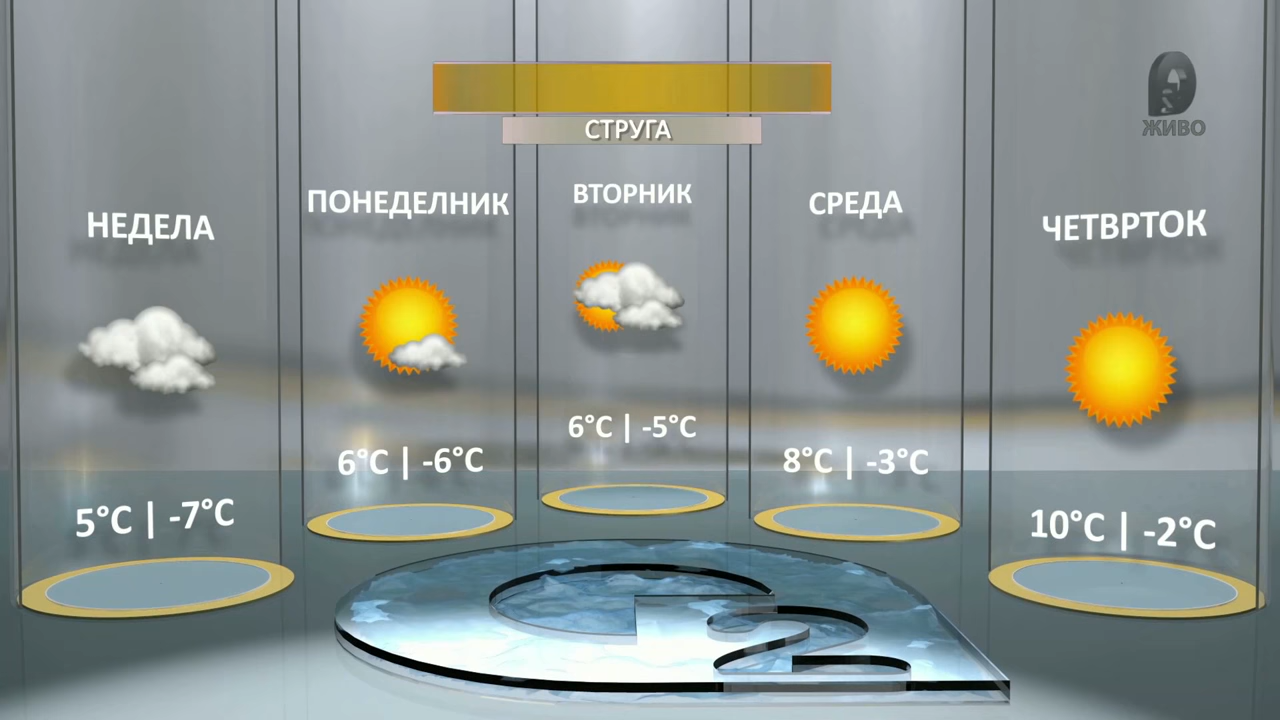 ЖИВО
СТРУГА
НЕДЕЛА
5°C | -7°C
ПОНЕДЕЛНИК
6°C | -6°C
ВТОРНИК
6°C | -5°C
СРЕДА
8°C | -3°C
ЧЕТВРТОК
10°C | -2°C